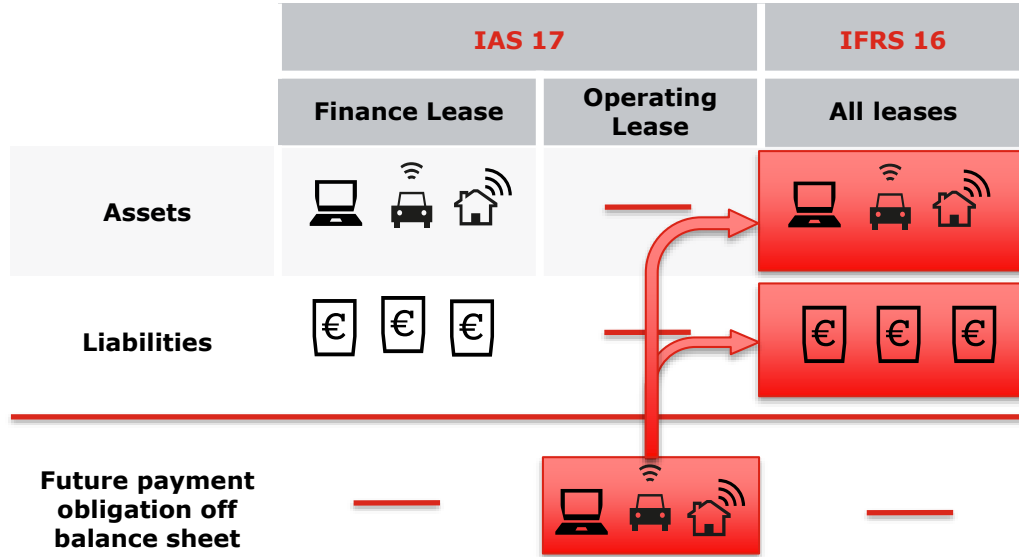 IAS 17
IFRS 16
Finance Lease
Operating
Lease
All leases
Assets
Liabilities
€
€
€
€
€
€
Future payment
obligation off
balance sheet